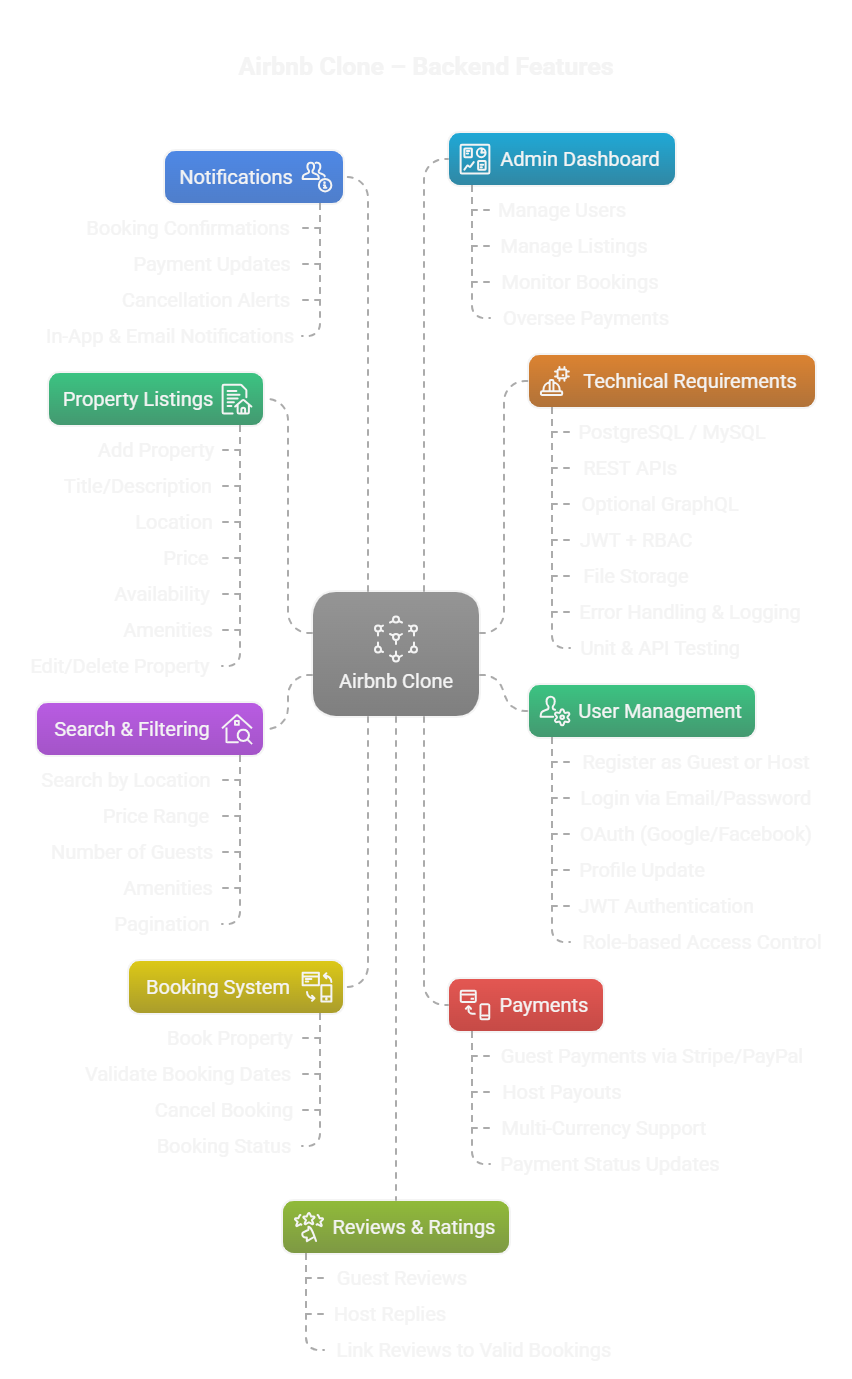 Airbnb Clone – Backend Features
Notifications
Booking Confirmations
Payment Updates
Cancellation Alerts
In-App & Email Notifications
Property Listings
Add Property
Title/Description
Location
Price
Availability
Amenities
Edit/Delete Property
Search & Filtering
Search by Location
Price Range
Number of Guests
Amenities
Pagination
Booking System
Book Property
Validate Booking Dates
Cancel Booking
Booking Status
Airbnb Clone
Admin Dashboard
Manage Users
Manage Listings
Monitor Bookings
Oversee Payments
Technical Requirements
PostgreSQL / MySQL
REST APIs
Optional GraphQL
JWT + RBAC
File Storage
Error Handling & Logging
Unit & API Testing
User Management
Register as Guest or Host
Login via Email/Password
OAuth (Google/Facebook)
Profile Update
JWT Authentication
Role-based Access Control
Payments
Guest Payments via Stripe/PayPal
Host Payouts
Multi-Currency Support
Payment Status Updates
Reviews & Ratings
Guest Reviews
Host Replies
Link Reviews to Valid Bookings